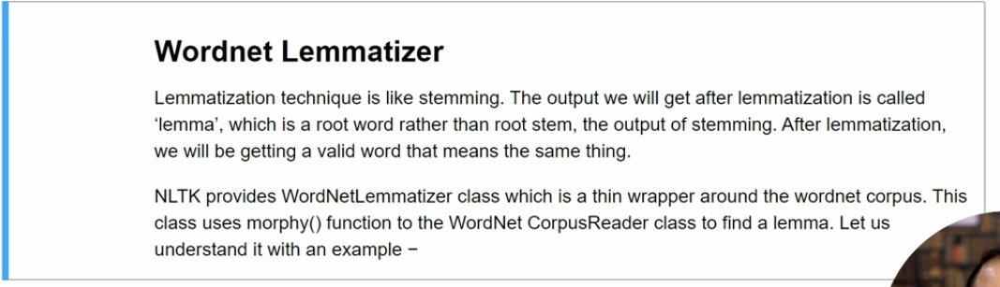 Wordnet Lemmatizer
Lemmatization technique is like stemming. The output we will get after lemmatization is called
‘lemma’, which is a root word rather than root stem, the output of stemming. After lemmatization,
we will be getting a valid word that means the same thing.
NLTK provides WordNetLemmatizer class which is a thin wrapper around the wordnet corpus. This
class uses morphy() function to the WordNet CorpusReader class to find a lemma. Let us
understand it with an example −